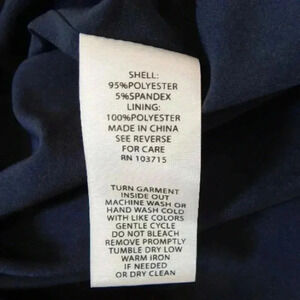 SHELL:
95%POLYESTER
5%SPANDEX
LINING:
100%POLYESTER
MADE IN CHINA
SEE REVERSE
FOR CARE
RN 103715
TURN GARMENT
INSIDE OUT
MACHINE WASH OR
HAND WASH COLD
WITH LIKE COLORS
GENTLE CYCLE
DO NOT BLEACH
REMOVE PROMPTLY
TUMBLE DRY LOW
WARM IRON
IF NEEDED
OR DRY CLEAN